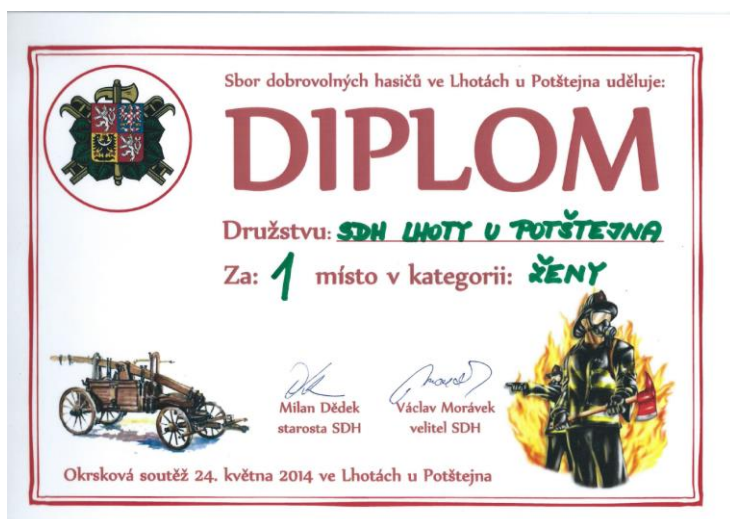 Sbor dobrovolných hasičů ve Lhotách u Potštejna uděluje:
DIPLOM
Družstvu: SDH LHOTY U POTŠTEJNA
Za: 1 místo v kategorii: ŽENY
Milan Dědek Václav Morávek
starosta SDH velitel SDH
Okrsková soutěž 24. května 2014 ve Lhotách u Potštejna